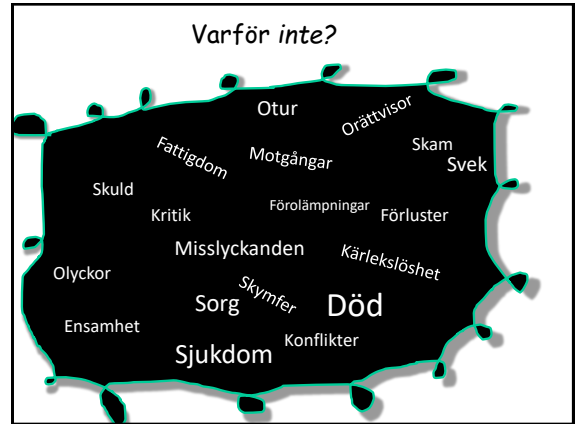 Varför inte?
Otur
Orättvisor
Fattigdom
Motgångar
Skam
Svek
Skuld
Kritik
Förolämpningar
Förluster
Misslyckanden
Kärlekslöshet
Olyckor
Skymfer
Sorg
Död
Ensamhet
Konflikter
Sjukdom